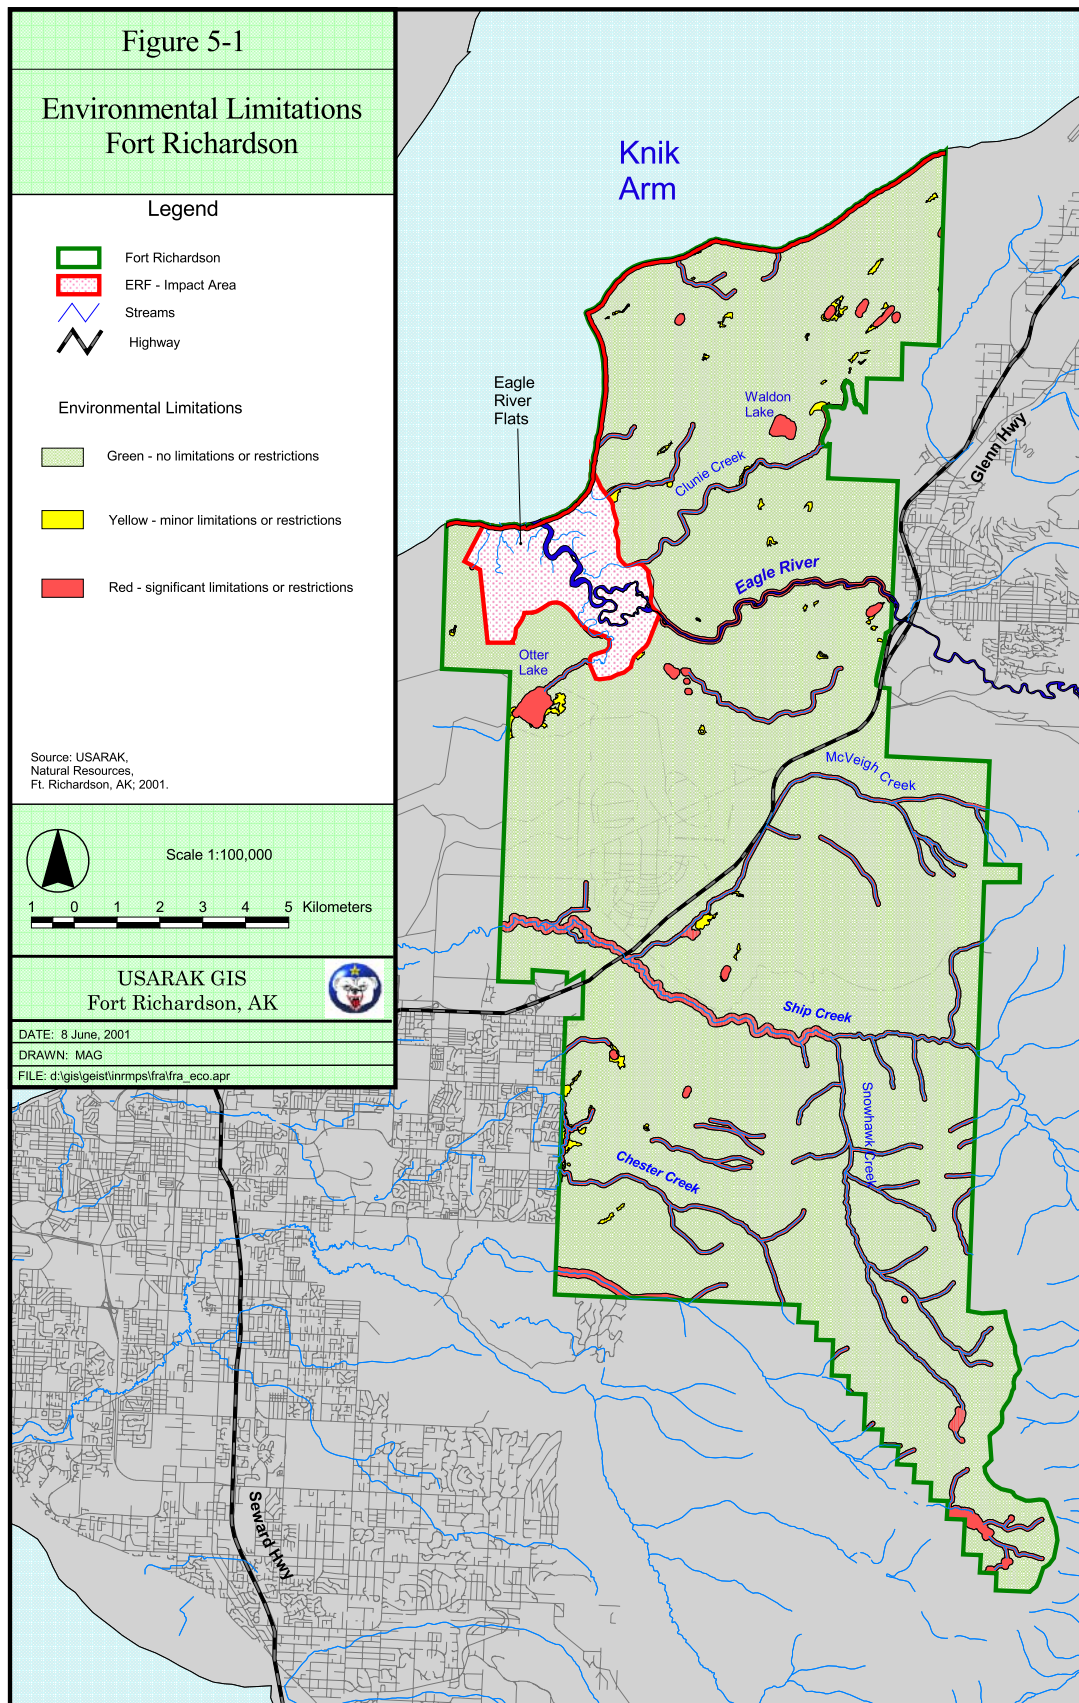 Figure 5-1
Environmental Limitations
Fort Richardson
Legend
Fort Richardson
ERF - Impact Area
Streams
Highway
Environmental Limitations
Green - no limitations or restrictions
Yellow - minor limitations or restrictions
Red - significant limitations or restrictions
Source: USARAK,
Natural Resources,
Ft. Richardson, AK; 2001.
Scale 1:100,000
1 0 1 2 3 4 5 Kilometers
USARAK GIS
Fort Richardson, AK
DATE: 8 June, 2001
DRAWN: MAG
FILE: d:\gis\geist\inrmps\fra\fra_eco.apr
Knik
Arm
Eagle
River
Flats
Waldon
Lake
Clunie Creek
Glenn Hwy
Eagle River
Otter
Lake
McVeigh Creek
Ship Creek
Snowhawk Creek
Chester Creek
Seward Hwy